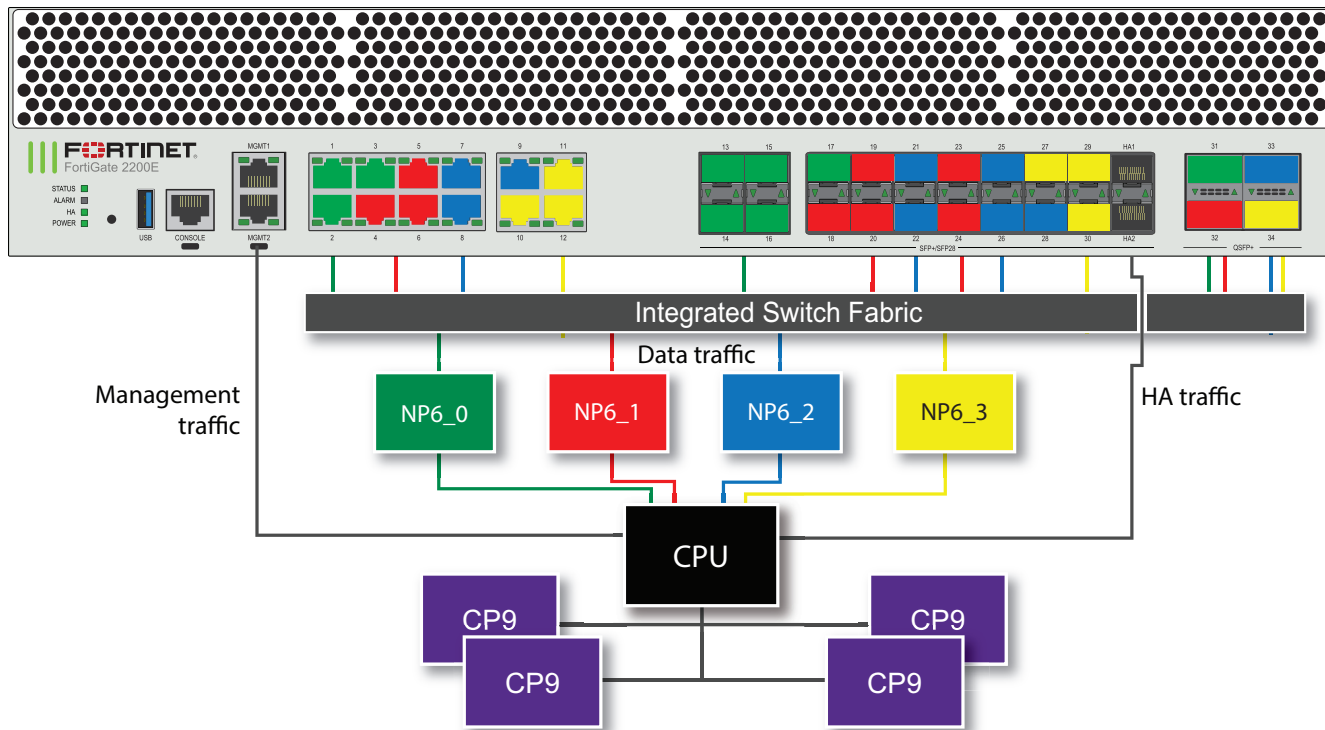 FORTINET
FortiGate 2200E
STATUS
ALARM
HA
POWER
USB
CONSOLE
MGMT1
MGMT2
1 3 5 7
2 4 6 8
9 11
10 12
13 15
14 16
17 19 21 23 25 27 29 HA1
18 20 22 24 26 28 30 HA2
SFP+/SFP28
31 33
32 34
QSFP+
Integrated Switch Fabric
Data traffic
Management
traffic
HA traffic
NP6_0
NP6_1
NP6_2
NP6_3
CPU
CP9
CP9
CP9
CP9